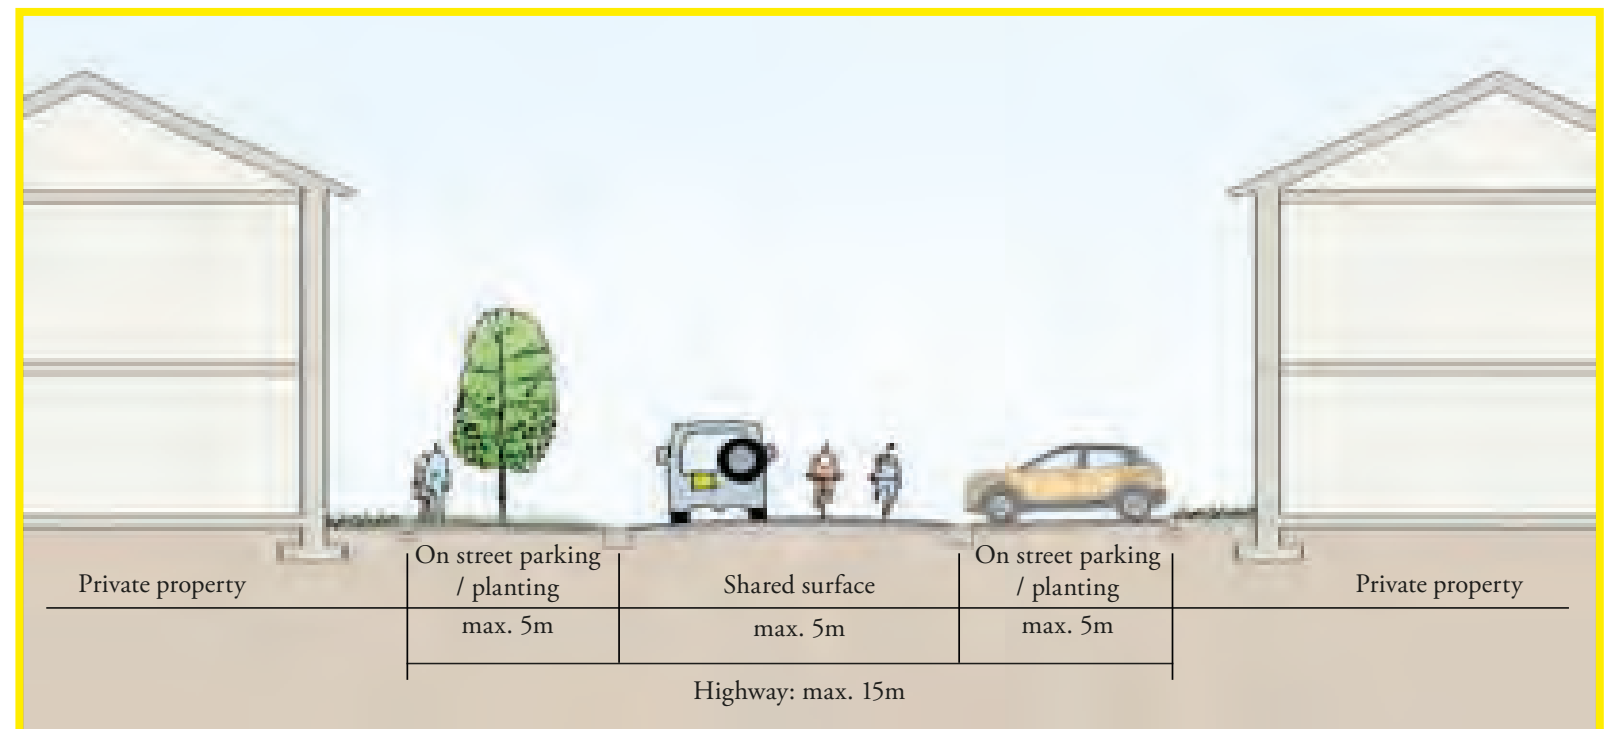 On street parking
/ planting
On street parking
/ planting
Private property
Shared surface
Private property
max. 5m
max. 5m
max. 5m
Highway: max. 15m